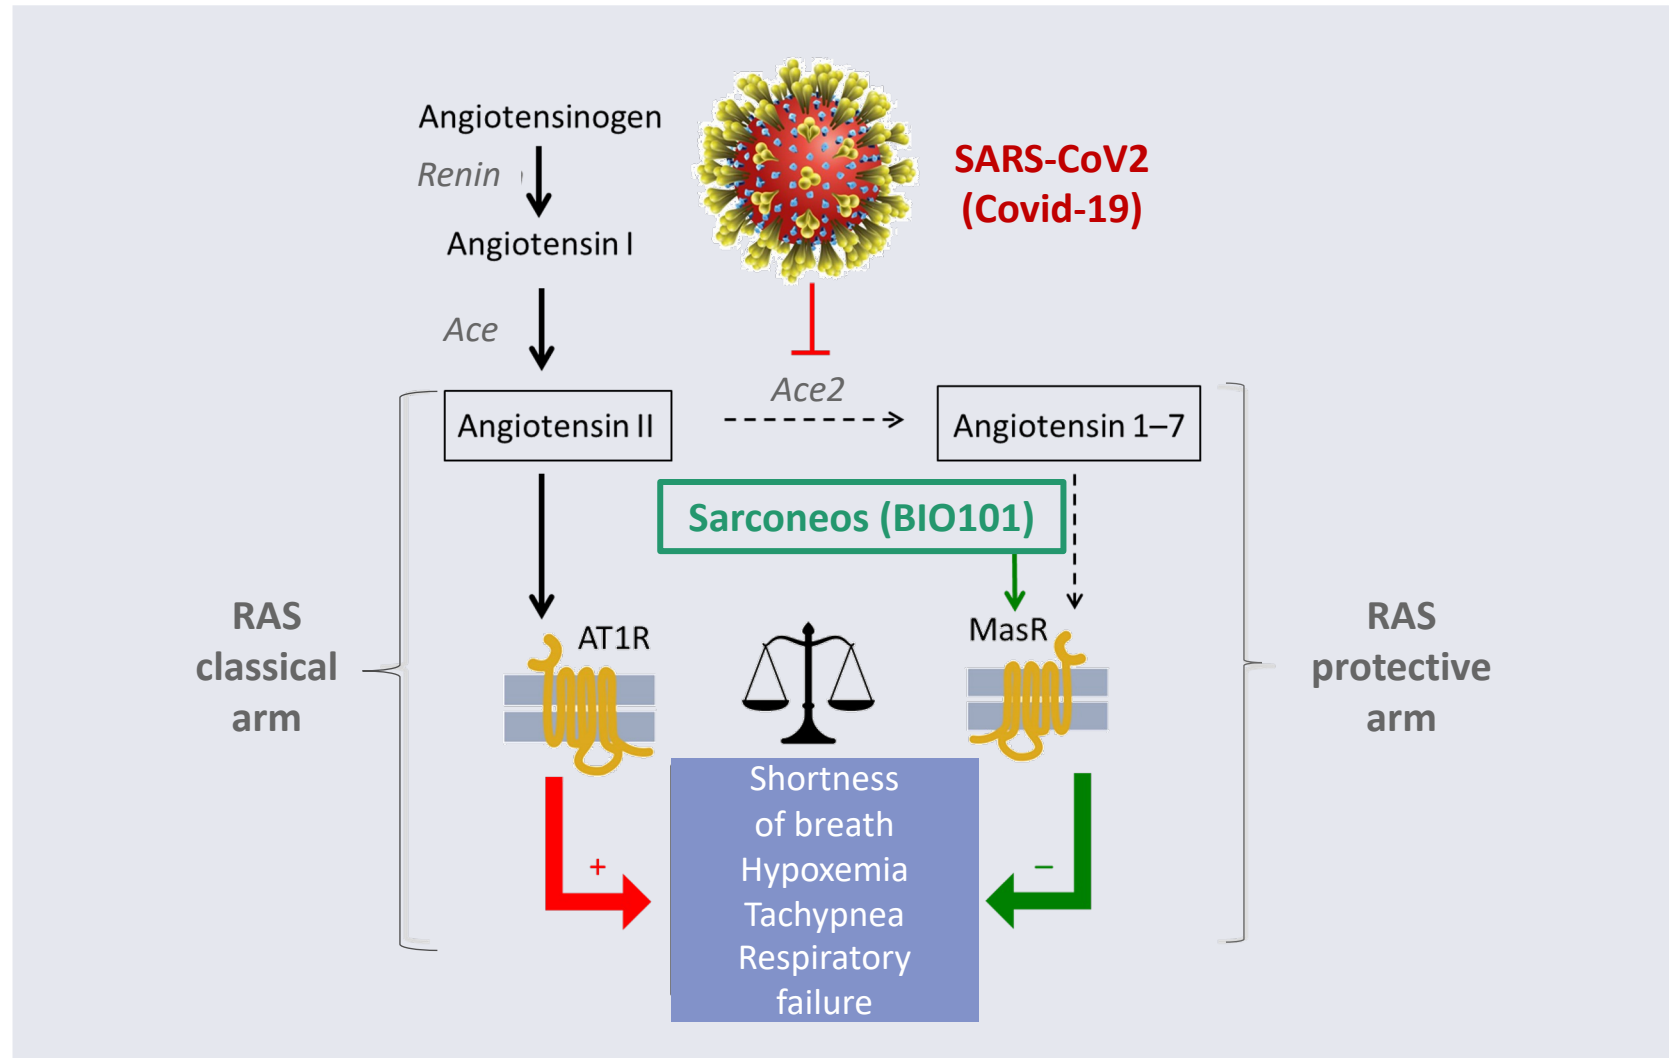 Angiotensinogen
Renin
Angiotensin I
Ace
SARS-CoV2
(Covid-19)
Ace2
Angiotensin II
Angiotensin 1–7
Sarconeos (BIO101)
RAS
classical
arm
AT1R
MasR
RAS
protective
arm
+
–
Shortness
of breath
Hypoxemia
Tachypnea
Respiratory
failure